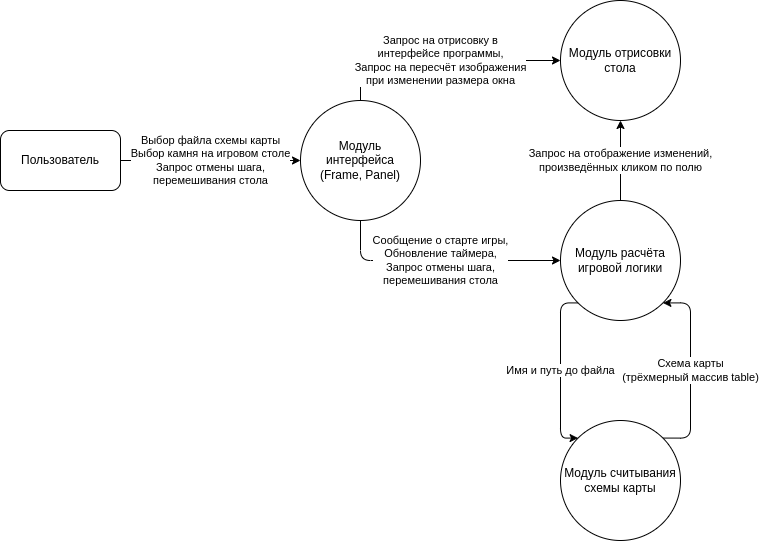 Запрос на отрисовку в
интерфейсе программы,
Запрос на пересчёт изображения
при изменении размера окна
Модуль отрисовки
стола
Пользователь
Выбор файла схемы карты
Выбор камня на игровом столе,
Запрос отмены шага,
перемешивания стола
Модуль
интерфейса
(Frame, Panel)
Запрос на отображение изменений,
произведённых кликом по полю
Сообщение о старте игры,
Обновление таймера,
Запрос отмены шага,
перемешивания стола
Модуль расчёта
игровой логики
Имя и путь до файла
Схема карты
(трёхмерный массив table)
Модуль считывания
схемы карты